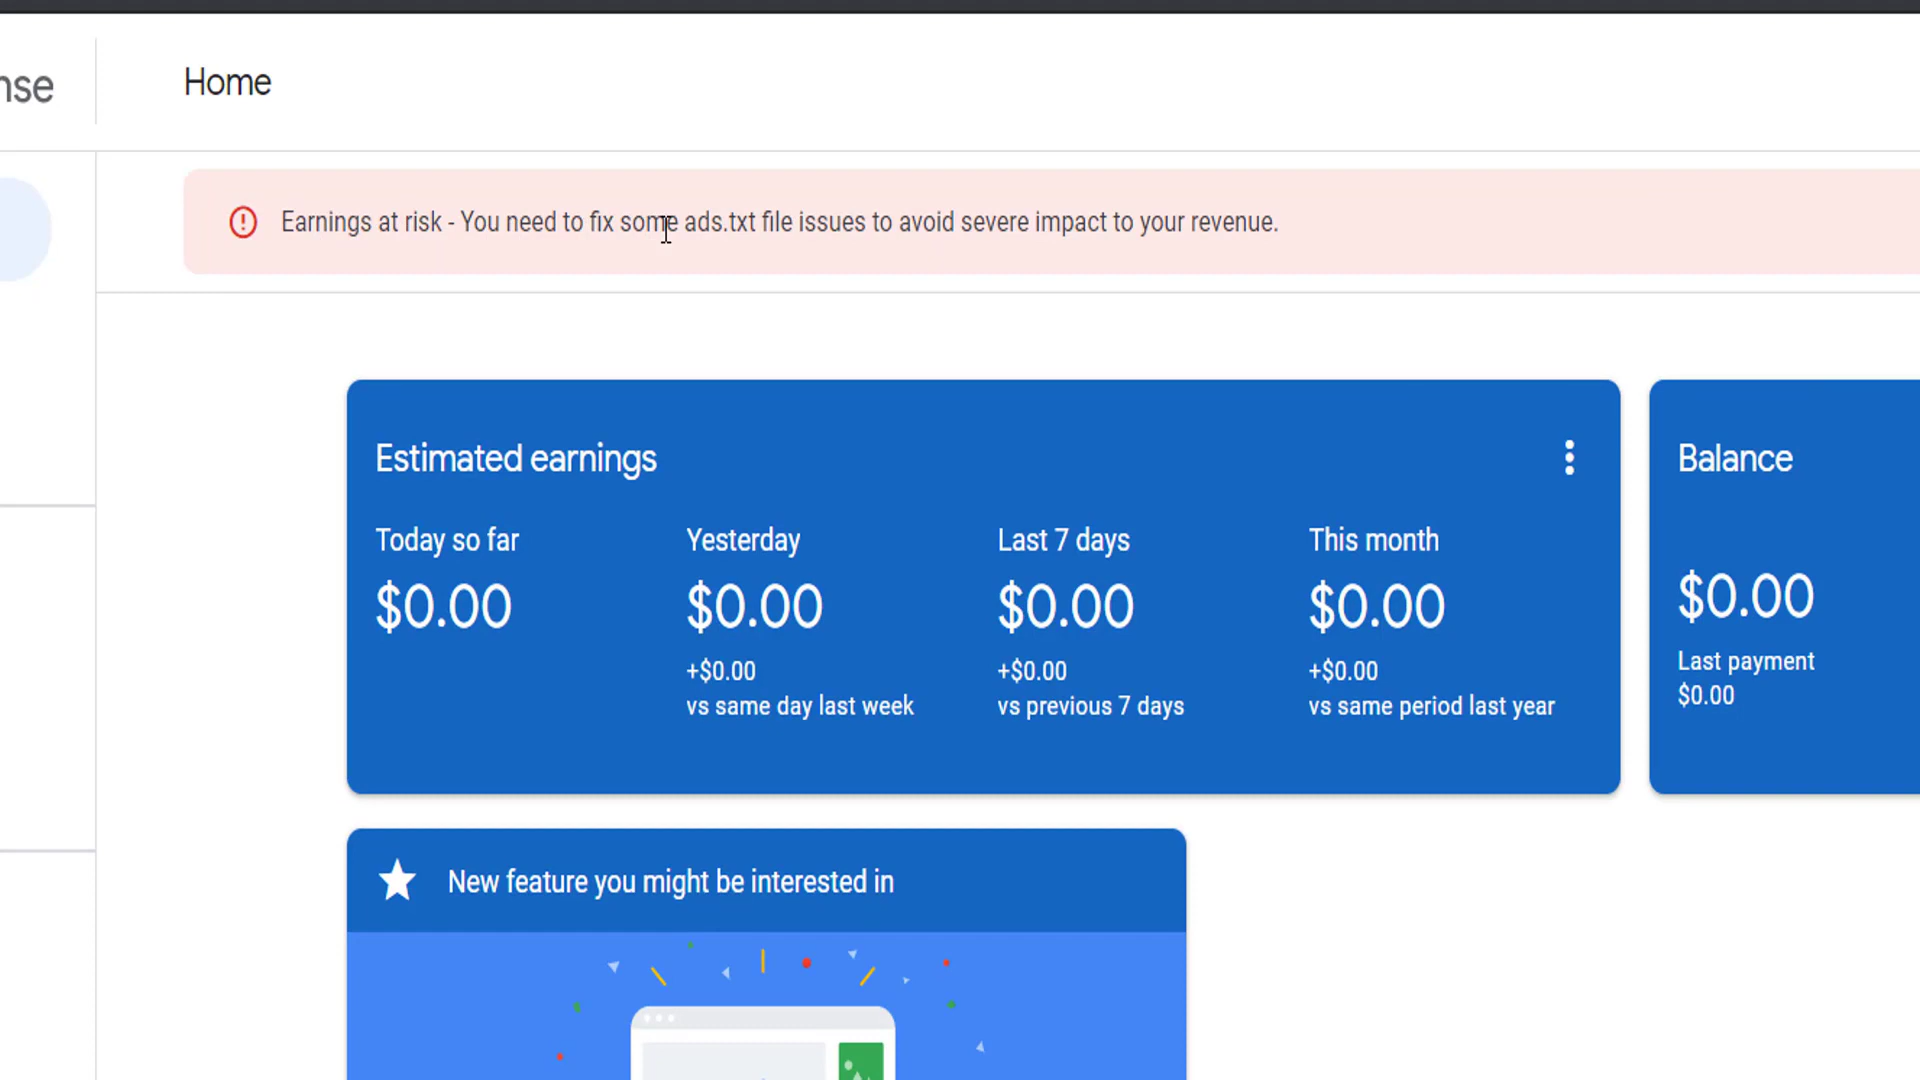 nse
Home
Earnings at risk - You need to fix some ads.txt file issues to avoid severe impact to your revenue.
Estimated earnings
Today so far
$0.00
Yesterday
$0.00
+$0.00
vs same day last week
Last 7 days
$0.00
+$0.00
vs previous 7 days
This month
$0.00
+$0.00
vs same period last year
Balance
$0.00
Last payment
$0.00
New feature you might be interested in